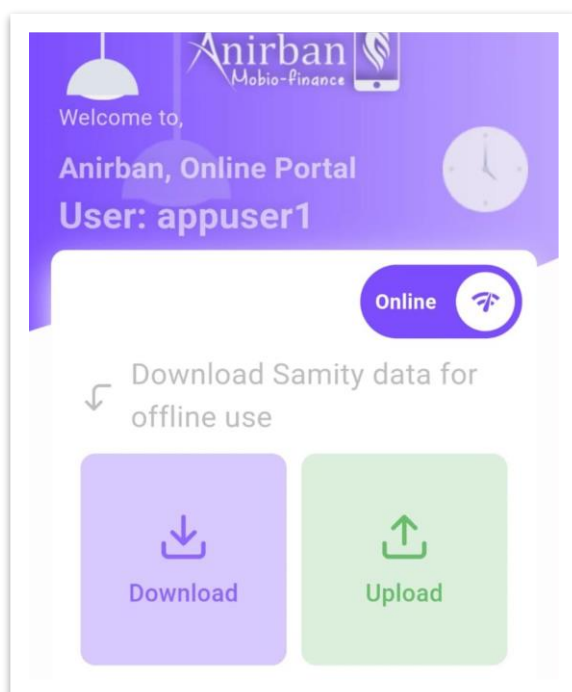 Anirban
Mobio-finance
Welcome to,
Anirban, Online Portal
User: appuser1
Online
Download Samity data for
offline use
Download
Upload